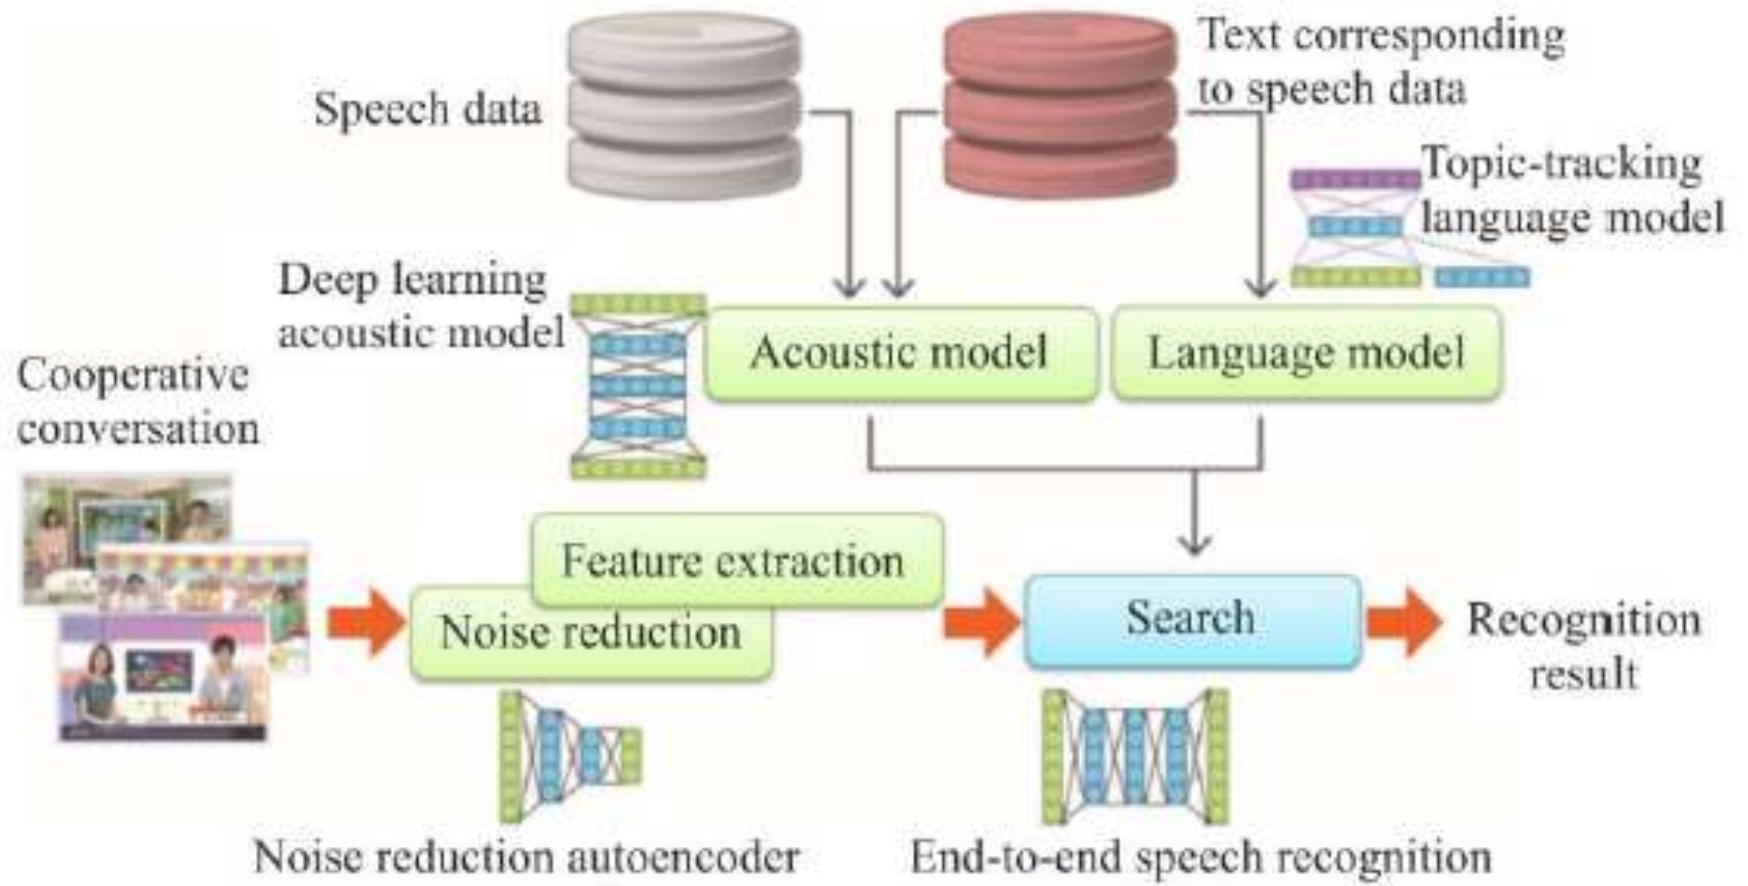 Speech data
Text corresponding
to speech data
Topic-tracking
language model
Deep learning
acoustic model
Acoustic model
Language model
Cooperative
conversation
Feature extraction
Noise reduction
Search
Recognition
result
Noise reduction autoencoder
End-to-end speech recognition